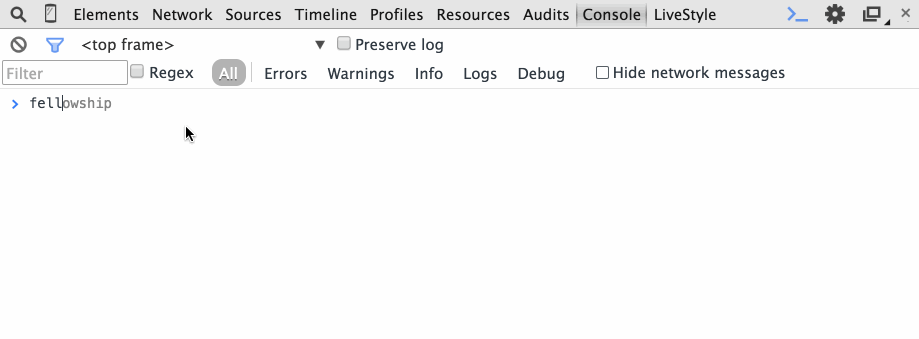 Elements Network Sources Timeline Profiles Resources Audits Console LiveStyle
<top frame> Preserve log
Filter Regex All Errors Warnings Info Logs Debug Hide network messages
fellowship